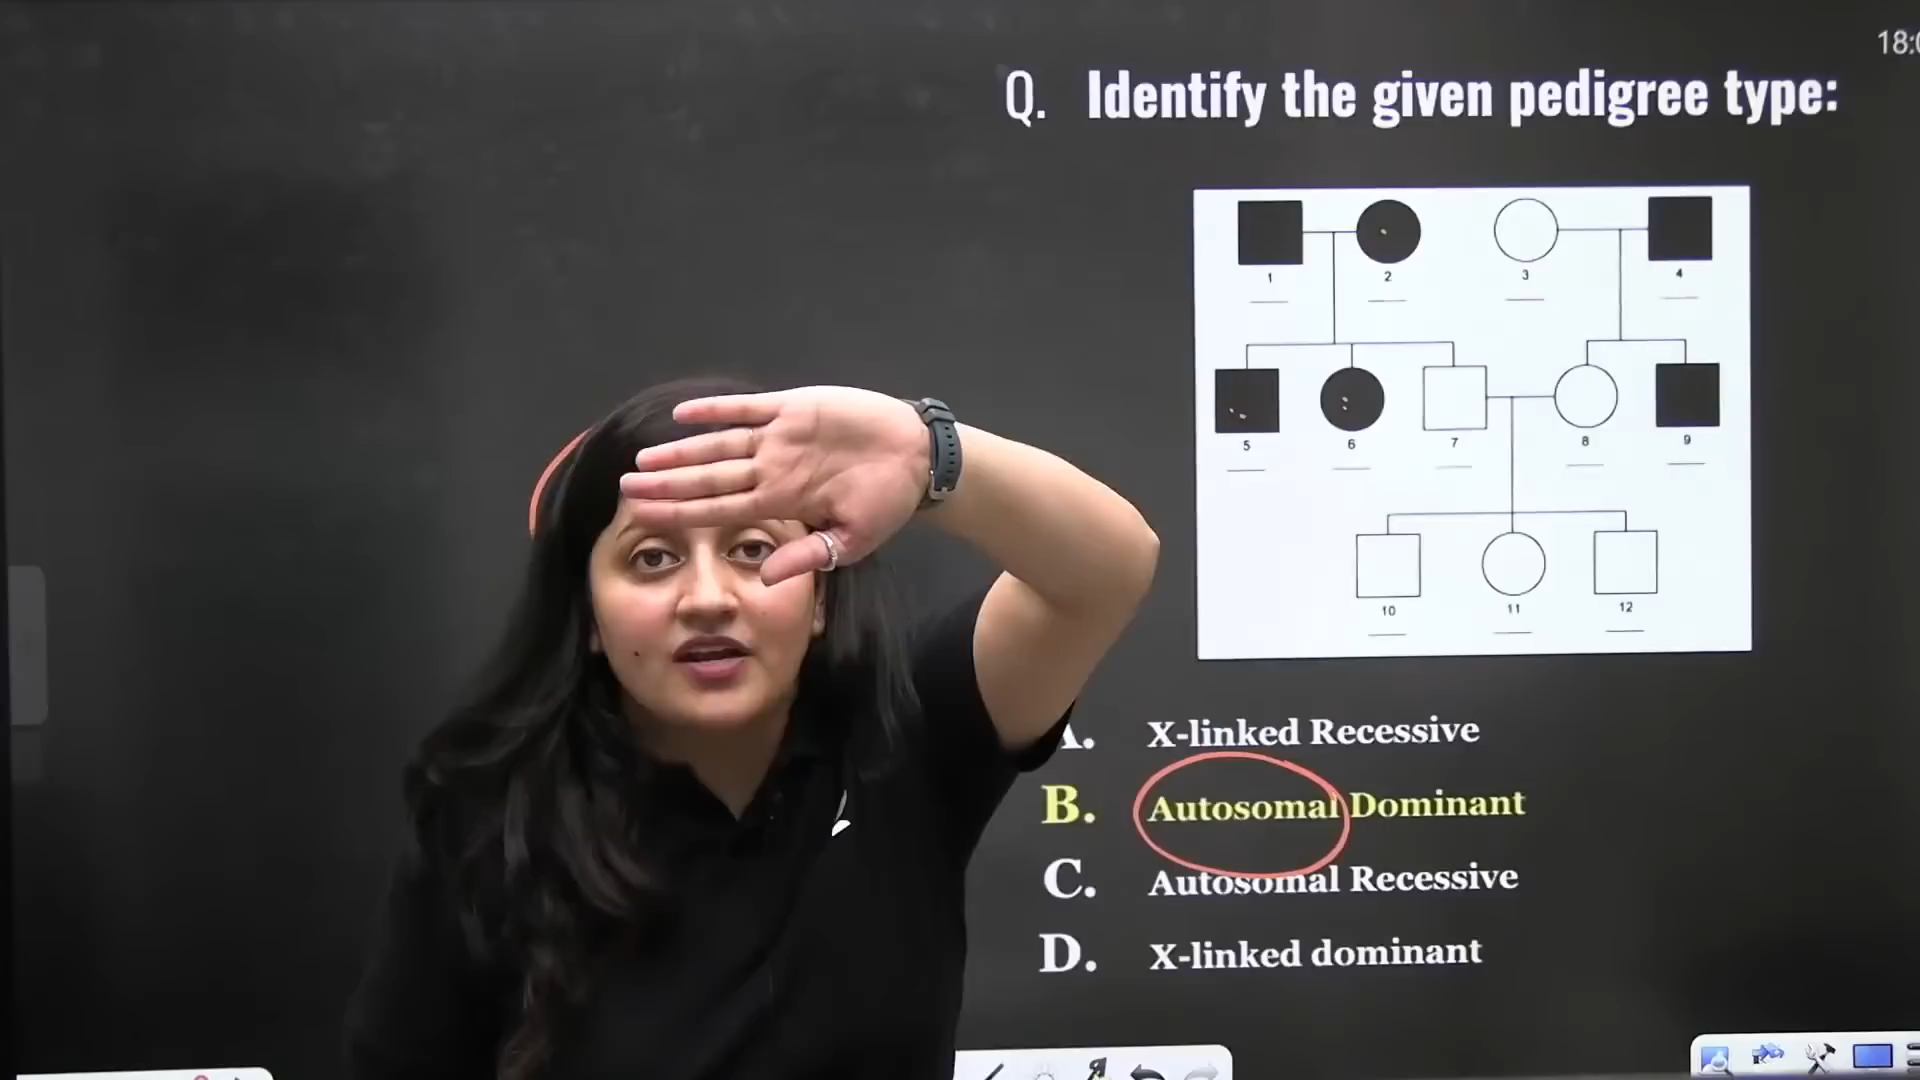 18:0
Q. Identify the given pedigree type:
1 2 3 4
5 6 7 8 9
10 11 12
A. X-linked Recessive
B. Autosomal Dominant
C. Autosomal Recessive
D. X-linked dominant